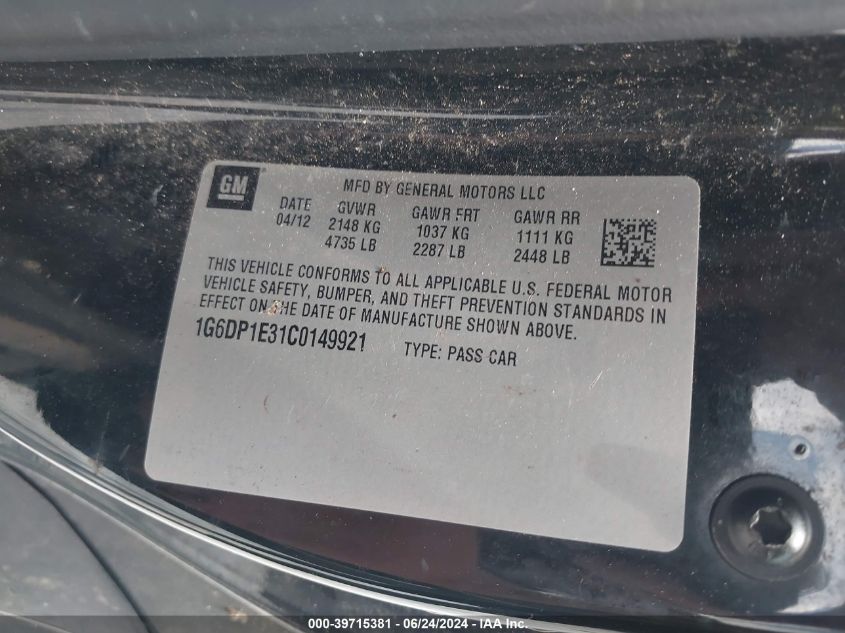 GM
MFD BY GENERAL MOTORS LLC
DATE GVWR GAWR FRT GAWR RR
04/12 2148 KG 1037 KG 1111 KG
4735 LB 2287 LB 2448 LB
THIS VEHICLE CONFORMS TO ALL APPLICABLE U.S. FEDERAL MOTOR
VEHICLE SAFETY, BUMPER, AND THEFT PREVENTION STANDARDS IN
EFFECT ON THE DATE OF MANUFACTURE SHOWN ABOVE.
1G6DP1E31C0149921 TYPE: PASS CAR
000-39715381 / 06/24/2024 / IAA Inc.